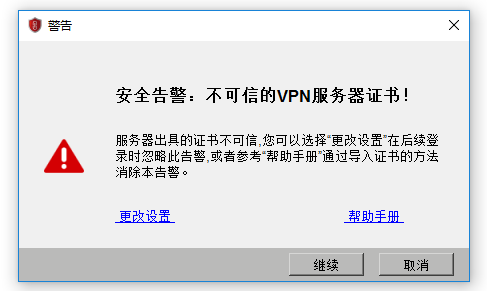 警告
安全告警：不可信的VPN服务器证书！
服务器出具的证书不可信,您可以选择“更改设置”在后续登
录时忽略此告警,或者参考“帮助手册”通过导入证书的方法
消除本告警。
更改设置 帮助手册
继续 取消